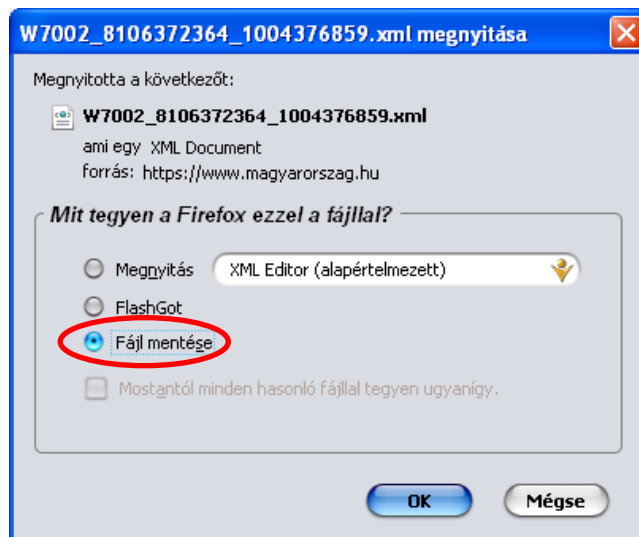 W7002_8106372364_1004376859.xml megnyitása
Megnyitotta a következőt:
W7002_8106372364_1004376859.xml
ami egy XML Document
forrás: https://www.magyarorszag.hu
Mit tegyen a Firefox ezzel a fájllal?
Megnyitás XML Editor (alapértelmezett)
FlashGot
Fájl mentése
Mostantól minden hasonló fájllal tegyen ugyanígy.
OK Mégse